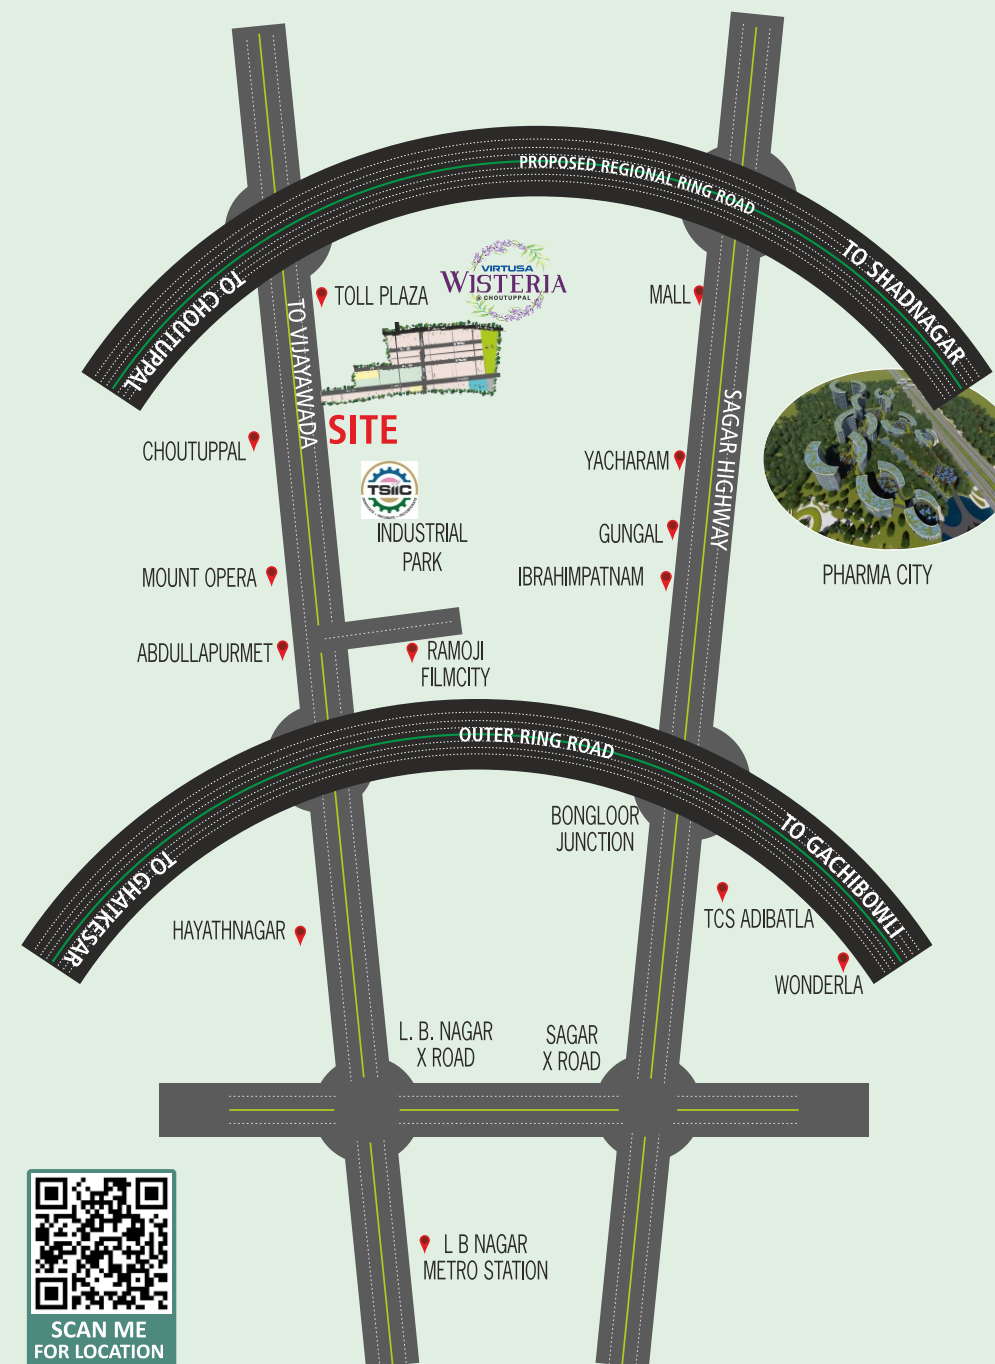 PROPOSED REGIONAL RING ROAD
TO CHOUTUPPAL
TO SHADNAGAR
VIRTUSA
WISTERIA
@ CHOUTUPPAL
TOLL PLAZA
MALL
TO VIJAYAWADA
SAGAR HIGHWAY
SITE
CHOUTUPPAL
YACHARAM
TSIIC
INDUSTRIAL
PARK
GUNGAL
IBRAHIMPATNAM
PHARMA CITY
MOUNT OPERA
ABDULLAPURMET
RAMOJI
FILMCITY
OUTER RING ROAD
TO GHATKESAR
TO GACHIBOWLI
BONGLOOR
JUNCTION
TCS ADIBATLA
HAYATHNAGAR
WONDERLA
L. B. NAGAR
X ROAD
SAGAR
X ROAD
L B NAGAR
METRO STATION
SCAN ME
FOR LOCATION